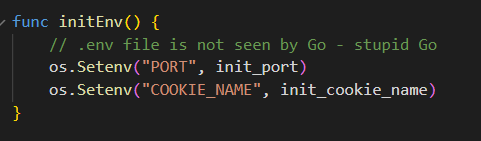 func initEnv() {
    // .env file is not seen by Go - stupid Go
    os.Setenv("PORT", init_port)
    os.Setenv("COOKIE_NAME", init_cookie_name)
}